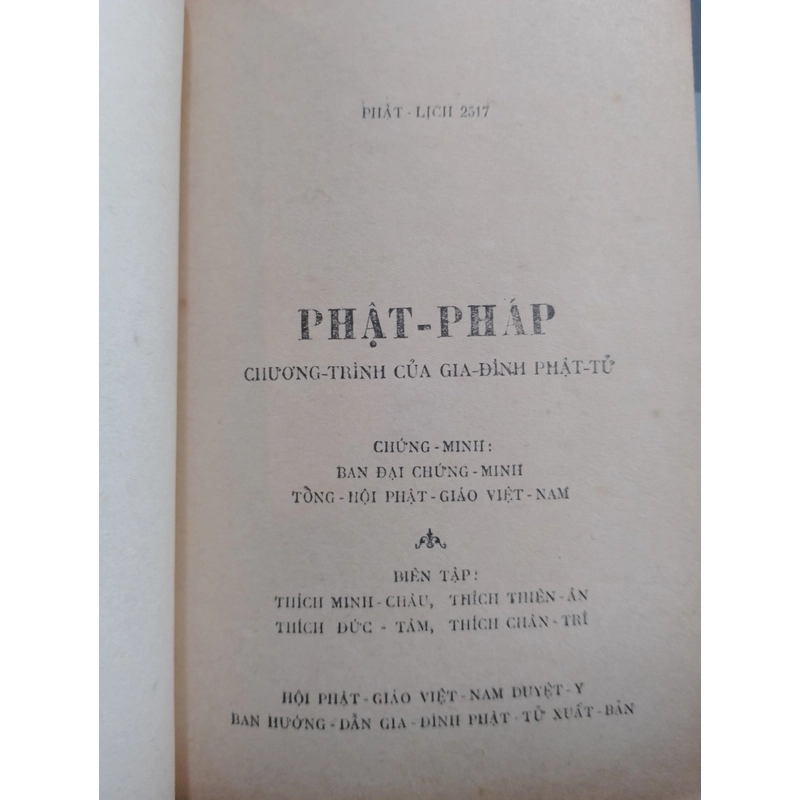 PHẬT - LỊCH 2517
PHẬT-PHÁP
CHƯƠNG-TRÌNH CỦA GIA-ĐÌNH PHẬT-TỬ
CHỨNG - MINH :
BAN ĐẠI CHỨNG - MINH
TỔNG - HỘI PHẬT - GIÁO VIỆT - NAM
BIÊN TẬP :
THÍCH MINH - CHÂU, THÍCH THIÊN - ÂN
THÍCH ĐỨC - TÂM, THÍCH CHÂN - TRÍ
HỘI PHẬT - GIÁO VIỆT - NAM DUYỆT - Y
BAN HƯỚNG - DẪN GIA - ĐÌNH PHẬT - TỬ XUẤT - BẢN